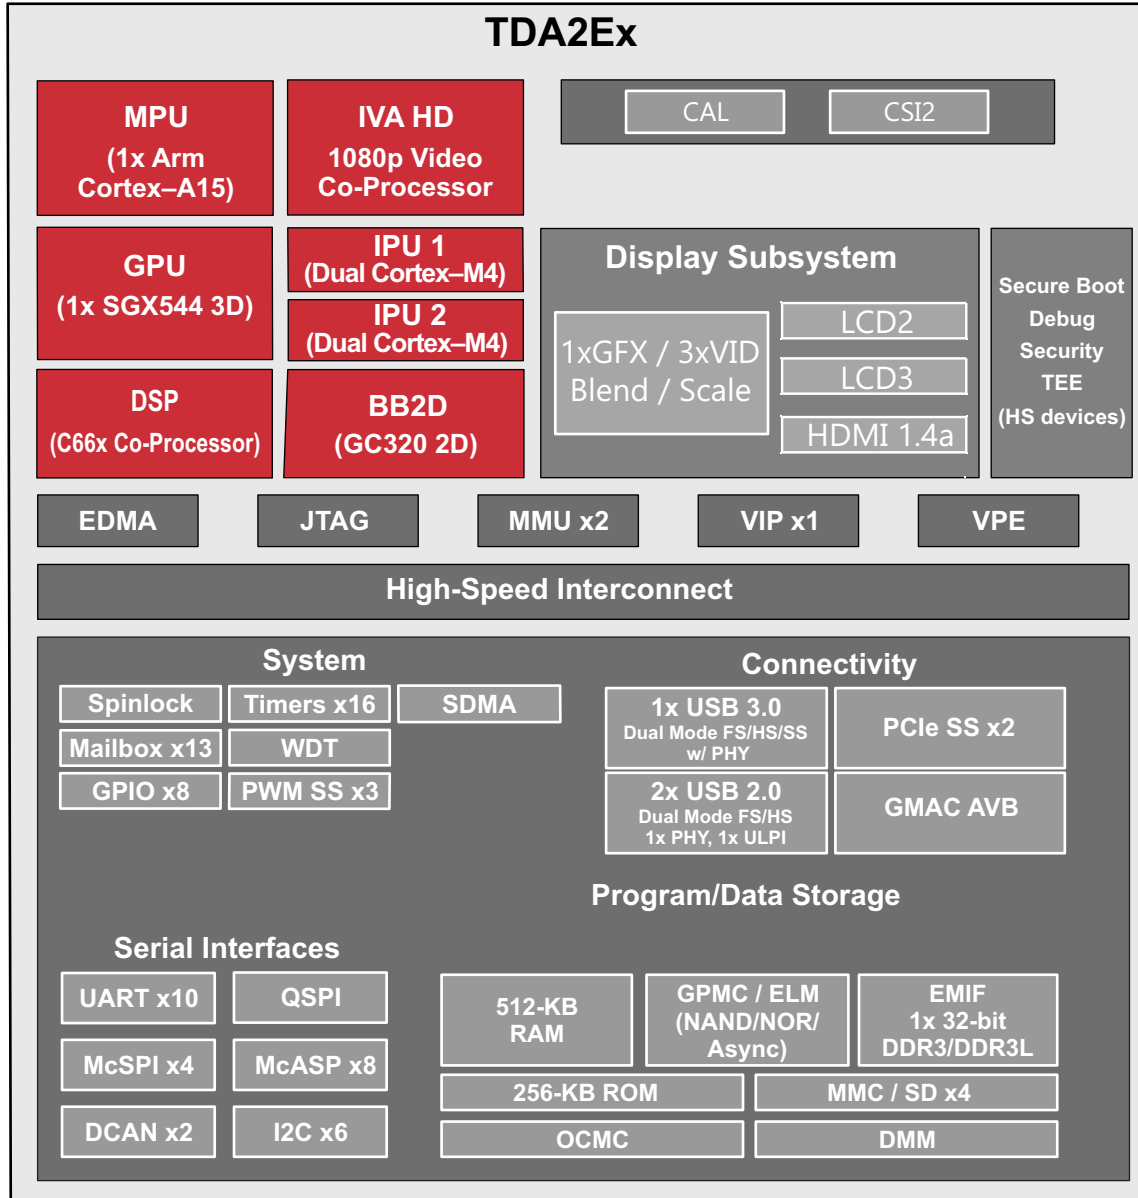 TDA2Ex
MPU
(1x Arm
Cortex–A15)
IVA HD
1080p Video
Co-Processor
CAL
CSI2
GPU
(1x SGX544 3D)
IPU 1
(Dual Cortex–M4)
IPU 2
(Dual Cortex–M4)
DSP
(C66x Co-Processor)
BB2D
(GC320 2D)
Display Subsystem
1xGFX / 3xVID
Blend / Scale
LCD2
LCD3
HDMI 1.4a
Secure Boot
Debug
Security
TEE
(HS devices)
EDMA
JTAG
MMU x2
VIP x1
VPE
High-Speed Interconnect
System
Spinlock
Timers x16
SDMA
Mailbox x13
WDT
GPIO x8
PWM SS x3
Connectivity
1x USB 3.0
Dual Mode FS/HS/SS
w/ PHY
PCIe SS x2
2x USB 2.0
Dual Mode FS/HS
1x PHY, 1x ULPI
GMAC AVB
Program/Data Storage
Serial Interfaces
UART x10
QSPI
McSPI x4
McASP x8
DCAN x2
I2C x6
512-KB
RAM
GPMC / ELM
(NAND/NOR/
Async)
EMIF
1x 32-bit
DDR3/DDR3L
256-KB ROM
MMC / SD x4
OCMC
DMM